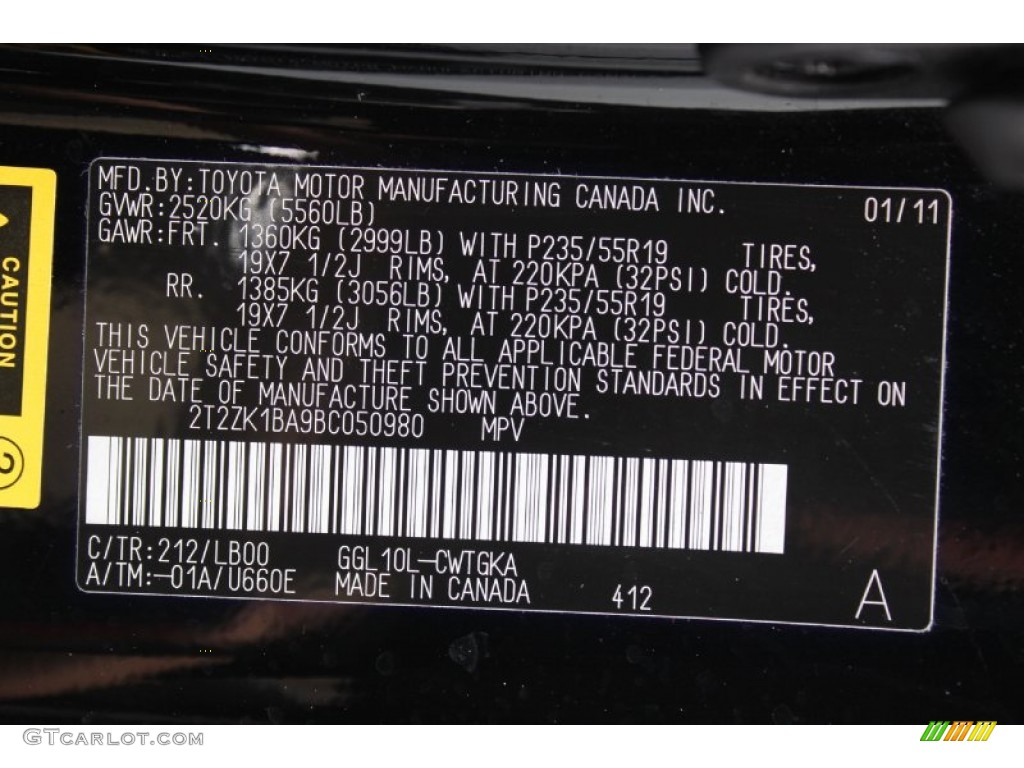 MFD.BY:TOYOTA MOTOR MANUFACTURING CANADA INC. 01/11
GVWR:2520KG (5560LB)
GAWR:FRT. 1360KG (2999LB) WITH P235/55R19 TIRES,
19X7 1/2J RIMS, AT 220KPA (32PSI) COLD.
RR. 1385KG (3056LB) WITH P235/55R19 TIRES,
19X7 1/2J RIMS, AT 220KPA (32PSI) COLD.
THIS VEHICLE CONFORMS TO ALL APPLICABLE FEDERAL MOTOR
VEHICLE SAFETY AND THEFT PREVENTION STANDARDS IN EFFECT ON
THE DATE OF MANUFACTURE SHOWN ABOVE.
2T2ZK1BA9BC050980 MPV
C/TR:212/LB00 GGL10L-CWTGKA
A/TM:-01A/U660E MADE IN CANADA 412 A
CAUTION
2
GTCARLOT.COM